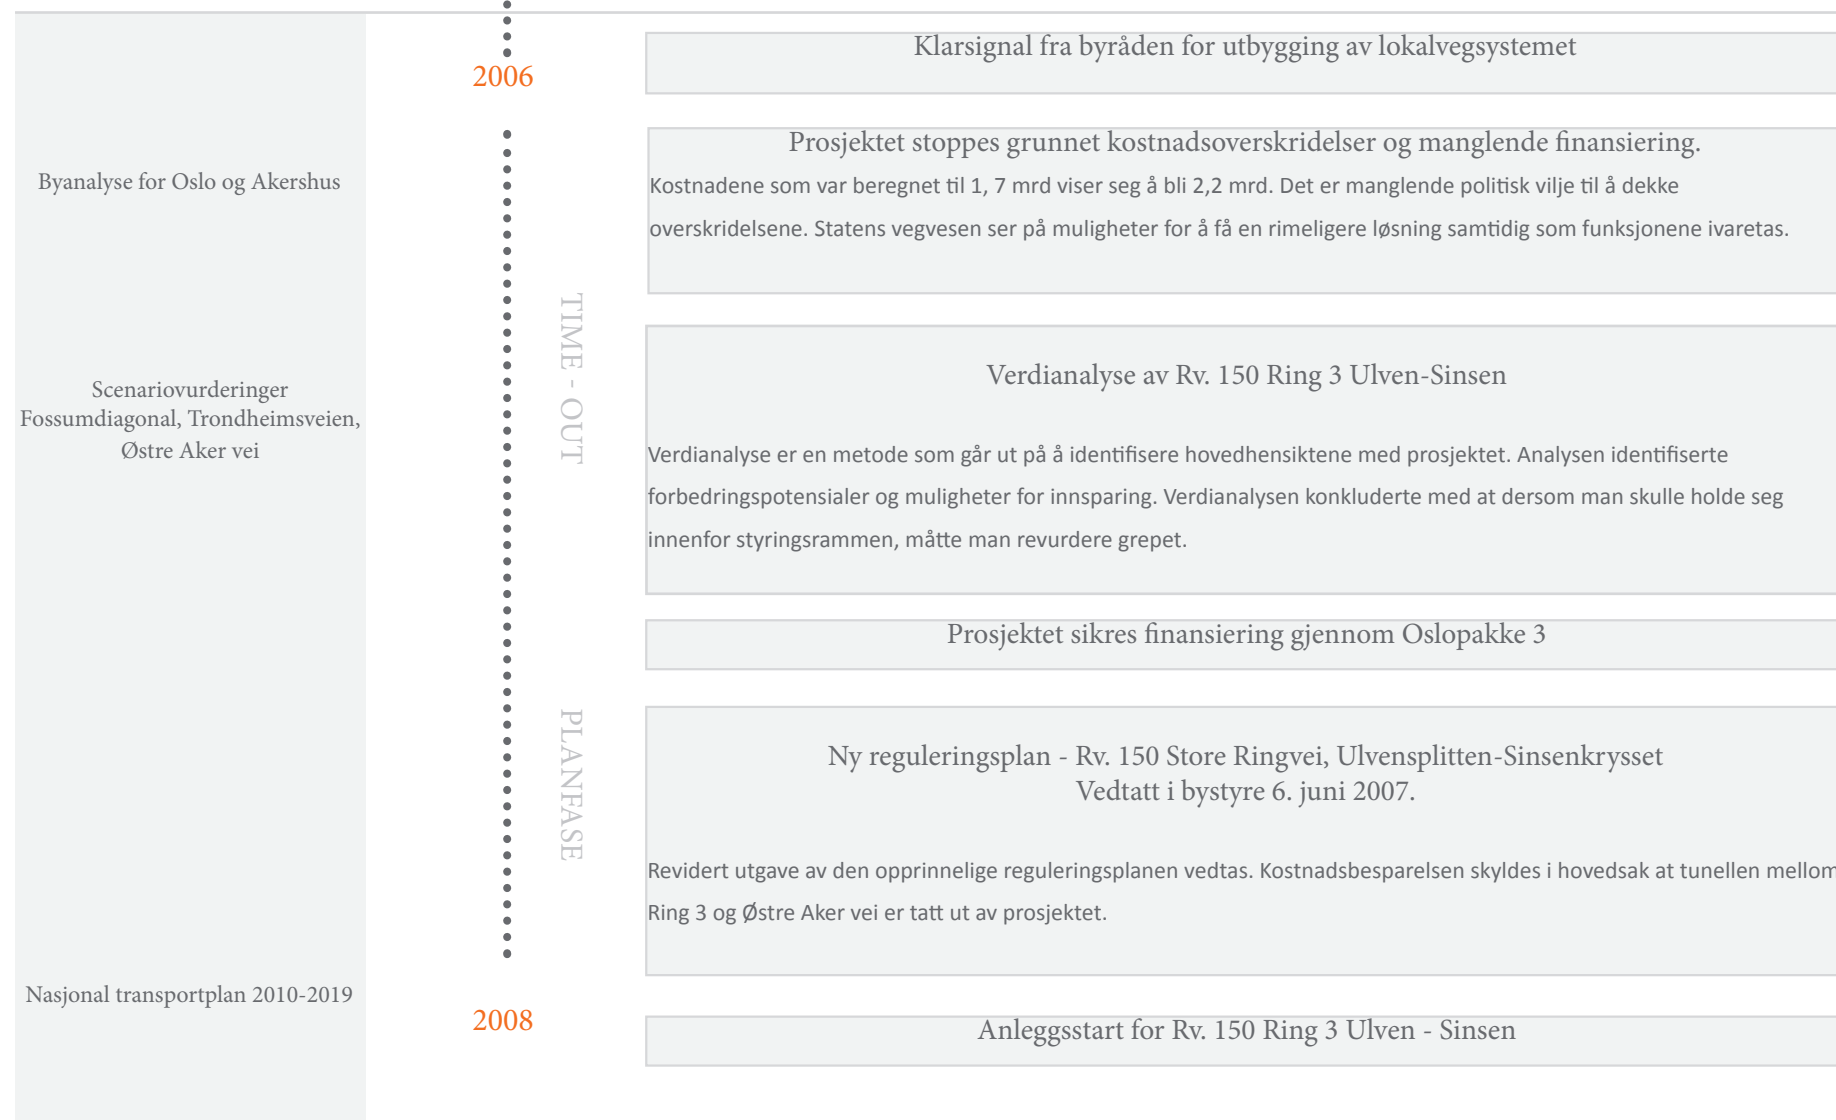 Klarsignal fra byråden for utbygging av lokalvegsystemet
2006
Prosjektet stoppes grunnet kostnadsoverskridelser og manglende finansiering.
Kostnadene som var beregnet til 1, 7 mrd viser seg å bli 2,2 mrd. Det er manglende politisk vilje til å dekke
overskridelsene. Statens vegvesen ser på muligheter for å få en rimeligere løsning samtidig som funksjonene ivaretas.
Byanalyse for Oslo og Akershus
TIME - OUT
Verdianalyse av Rv. 150 Ring 3 Ulven-Sinsen
Verdianalyse er en metode som går ut på å identifisere hovedhensiktene med prosjektet. Analysen identifiserte
forbedringspotensialer og muligheter for innsparing. Verdianalysen konkluderte med at dersom man skulle holde seg
innenfor styringsrammen, måtte man revurdere grepet.
Scenariovurderinger
Fossumdiagonal, Trondheimsveien,
Østre Aker vei
Prosjektet sikres finansiering gjennom Oslopakke 3
PLANFASE
Ny reguleringsplan - Rv. 150 Store Ringvei, Ulvensplitten-Sinsenkrysset
Vedtatt i bystyre 6. juni 2007.
Revidert utgave av den opprinnelige reguleringsplanen vedtas. Kostnadsbesparelsen skyldes i hovedsak at tunellen mellom
Ring 3 og Østre Aker vei er tatt ut av prosjektet.
Nasjonal transportplan 2010-2019
2008
Anleggsstart for Rv. 150 Ring 3 Ulven - Sinsen